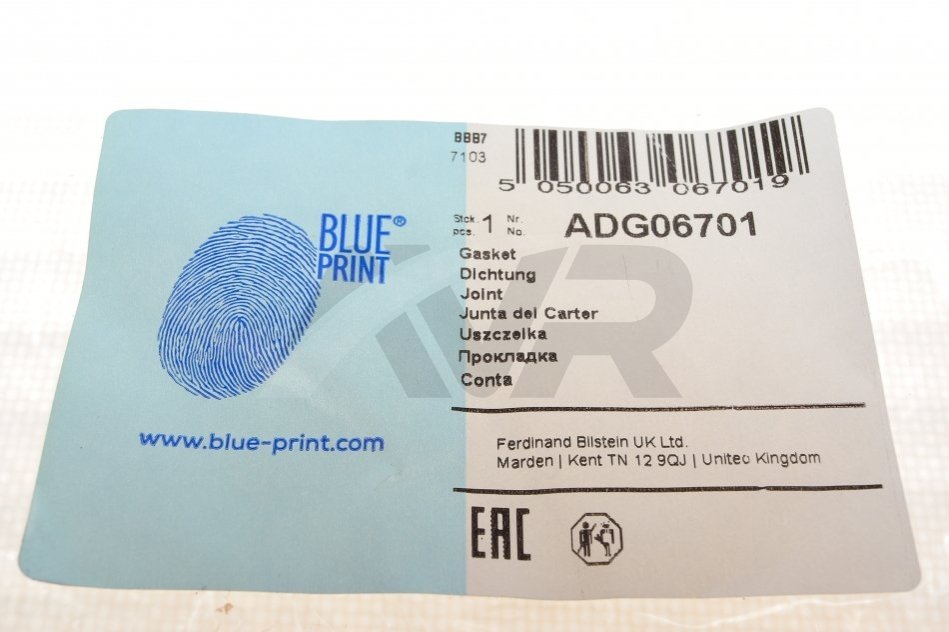 BLUE®
PRINT
www.blue-print.com
BBB7
7103
5 050063 067019
Stck. 1 Nr. ADG06701
pcs. No.
Gasket
Dichtung
Joint
Junta del Carter
Uszczelka
Прокладка
Conta
Ferdinand Bilstein UK Ltd.
Marden | Kent TN 12 9QJ | United Kingdom
EAC